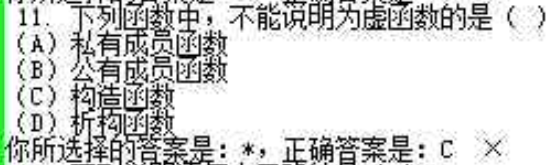 11. 下列函数中，不能说明为虚函数的是（ ）
(A) 私有成员函数
(B) 公有成员函数
(C) 构造函数
(D) 析构函数
你所选择的答案是：*，正确答案是：C ×